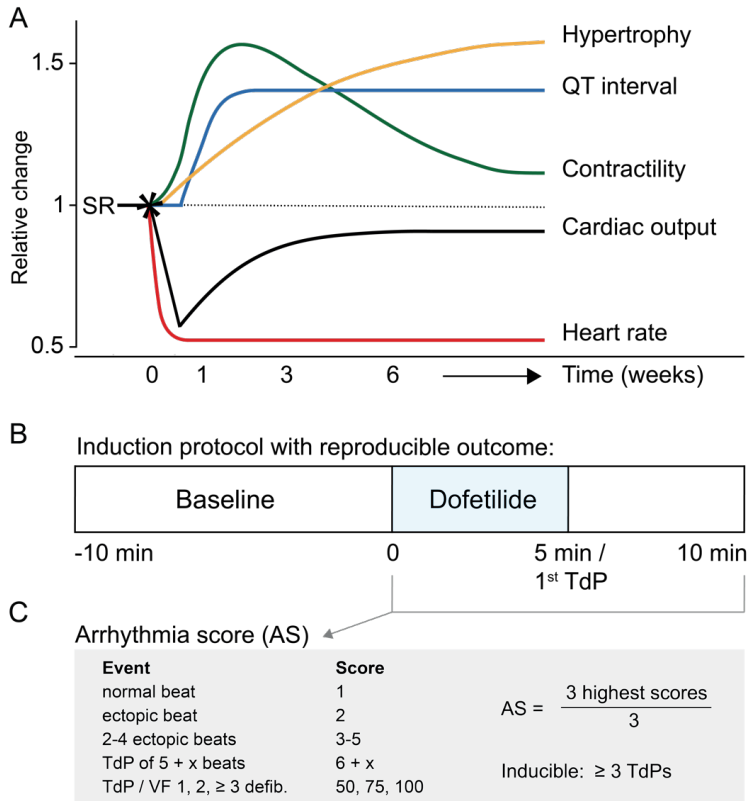 A
Relative change
1.5
1
0.5
SR
Hypertrophy
QT interval
Contractility
Cardiac output
Heart rate
0 1 3 6 Time (weeks)
B
Induction protocol with reproducible outcome:
Baseline Dofetilide
-10 min 0 5 min / 10 min
1st TdP
C
Arrhythmia score (AS)
Event Score
normal beat 1
ectopic beat 2
2-4 ectopic beats 3-5
TdP of 5 + x beats 6 + x
TdP / VF 1, 2, ≥ 3 defib. 50, 75, 100
AS = 3 highest scores
3
Inducible: ≥ 3 TdPs